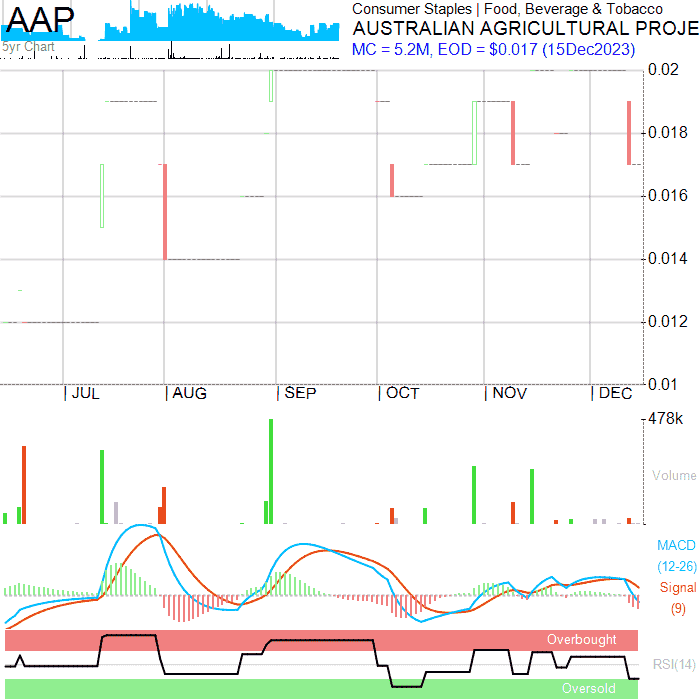 AAP
5yr Chart
Consumer Staples | Food, Beverage & Tobacco
AUSTRALIAN AGRICULTURAL PROJE
MC = 5.2M, EOD = $0.017 (15Dec2023)
0.02
0.018
0.016
0.014
0.012
0.01
JUL AUG SEP OCT NOV DEC
478k
Volume
MACD
(12-26)
Signal
(9)
Overbought
RSI(14)
Oversold